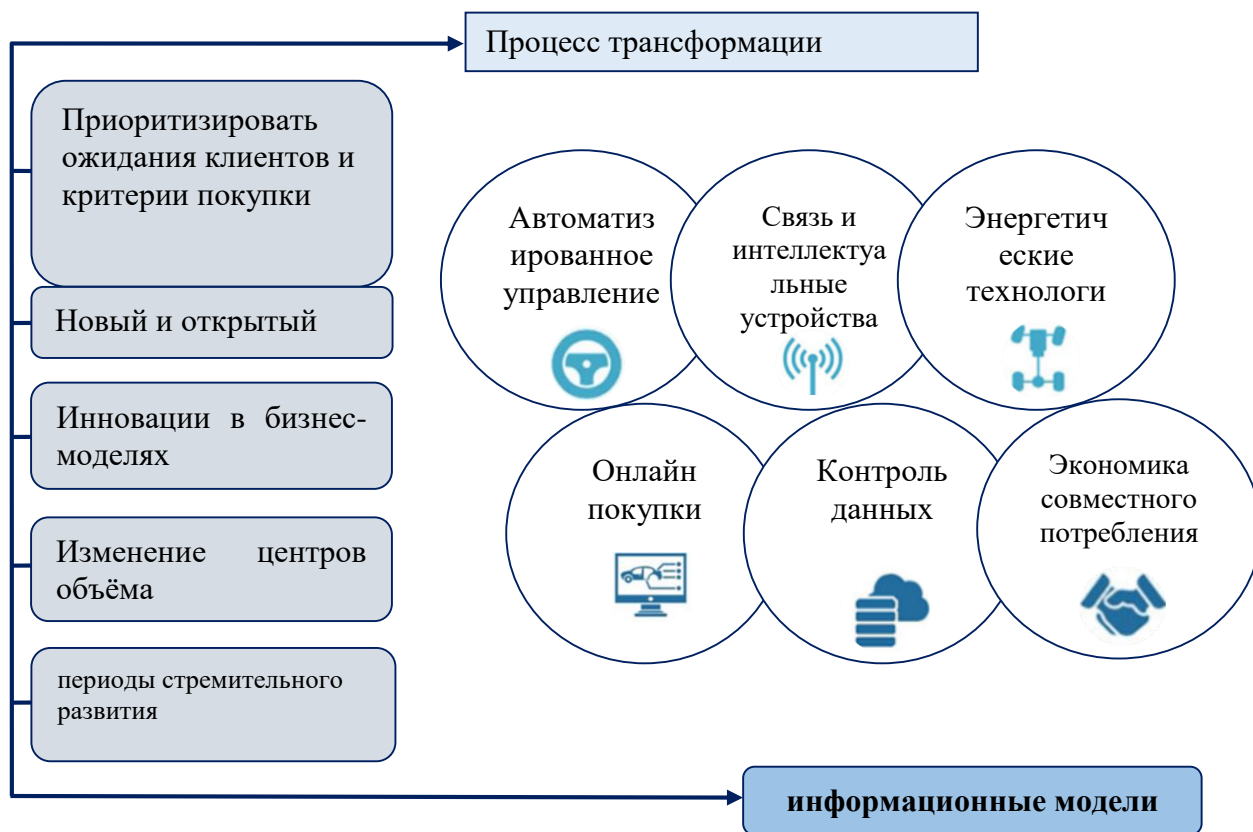 Процесс трансформации
Приоритизировать
ожидания клиентов и
критерии покупки
Новый и открытый
Инновации в бизнес-
моделях
Изменение центров
объёма
периоды стремительного
развития
Автоматиз
ированное
управление
Связь и
интеллектуа
льные
устройства
Энергетич
еские
технологи
Онлайн
покупки
Контроль
данных
Экономика
совместного
потребления
информационные модели